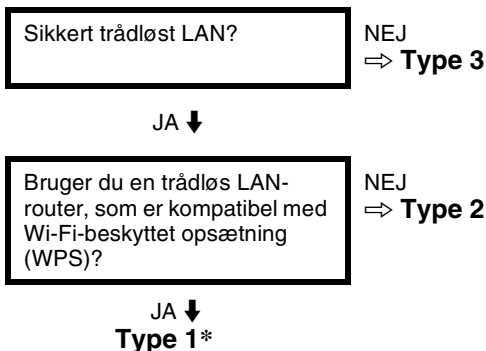 Sikkert trådløst LAN?
NEJ
⇨ Type 3
JA ⬇
Bruger du en trådløs LAN-
router, som er kompatibel med
Wi-Fi-beskyttet opsætning
(WPS)?
NEJ
⇨ Type 2
JA ⬇
Type 1*